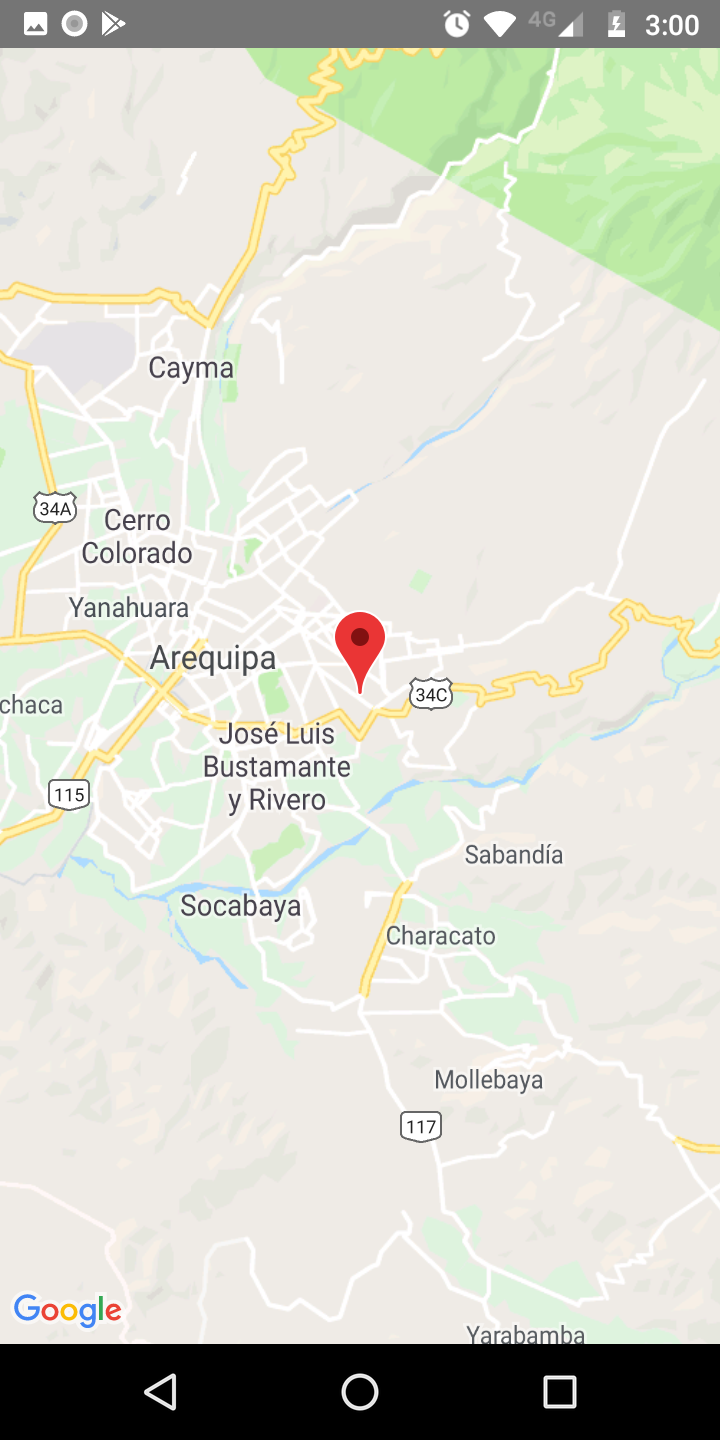 4G 3:00
Cayma
34A
Cerro
Colorado
Yanahuara
Arequipa
chaca
34C
José Luis
Bustamante
y Rivero
115
Sabandía
Socabaya
Characato
Mollebaya
117
Google
Yarabamba